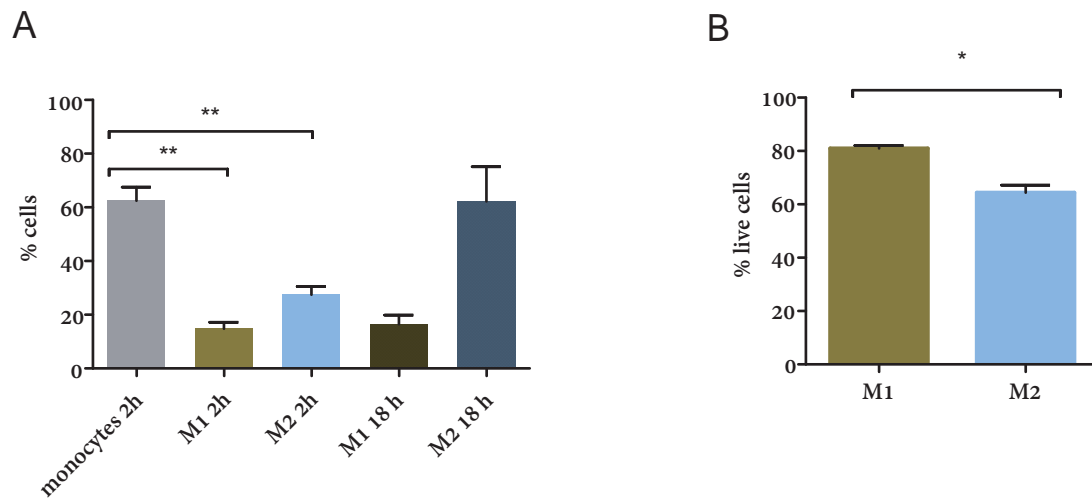 A
% cells
100
80
60
40
20
0
**
**
monocytes 2h
M1 2h
M2 2h
M1 18 h
M2 18 h
B
% live cells
100
80
60
40
20
0
*
M1
M2